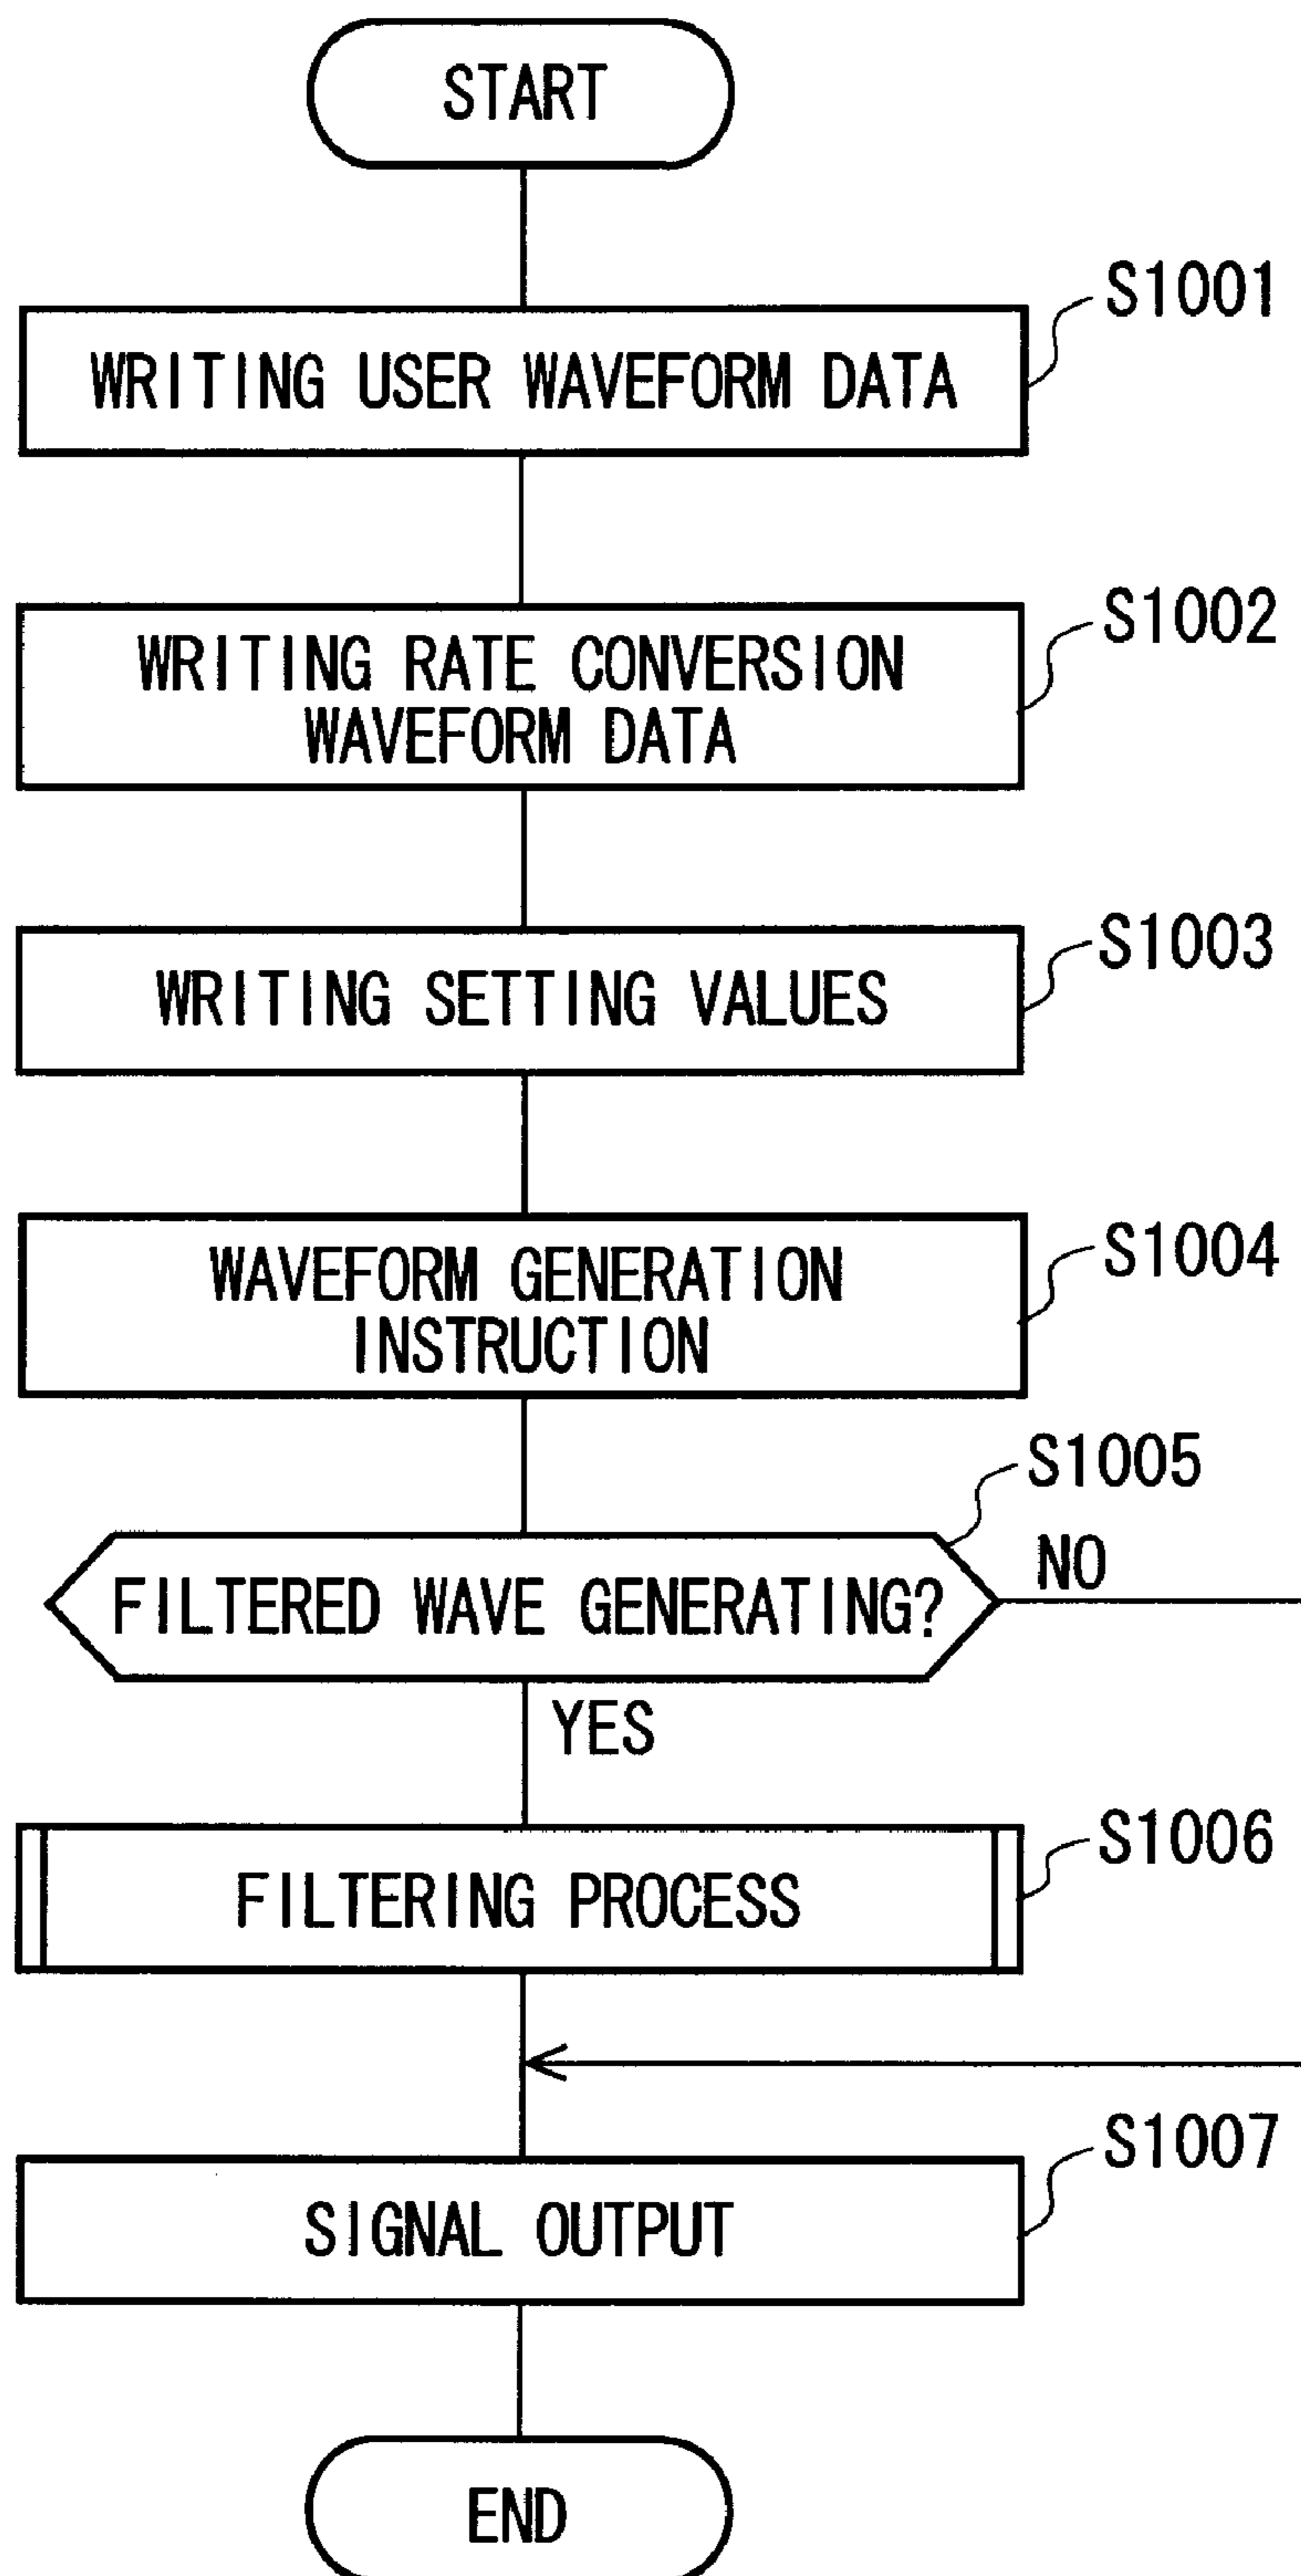 START
S1001
WRITING USER WAVEFORM DATA
S1002
WRITING RATE CONVERSION
WAVEFORM DATA
S1003
WRITING SETTING VALUES
S1004
WAVEFORM GENERATION
INSTRUCTION
S1005
NO
FILTERED WAVE GENERATING?
YES
S1006
FILTERING PROCESS
S1007
SIGNAL OUTPUT
END